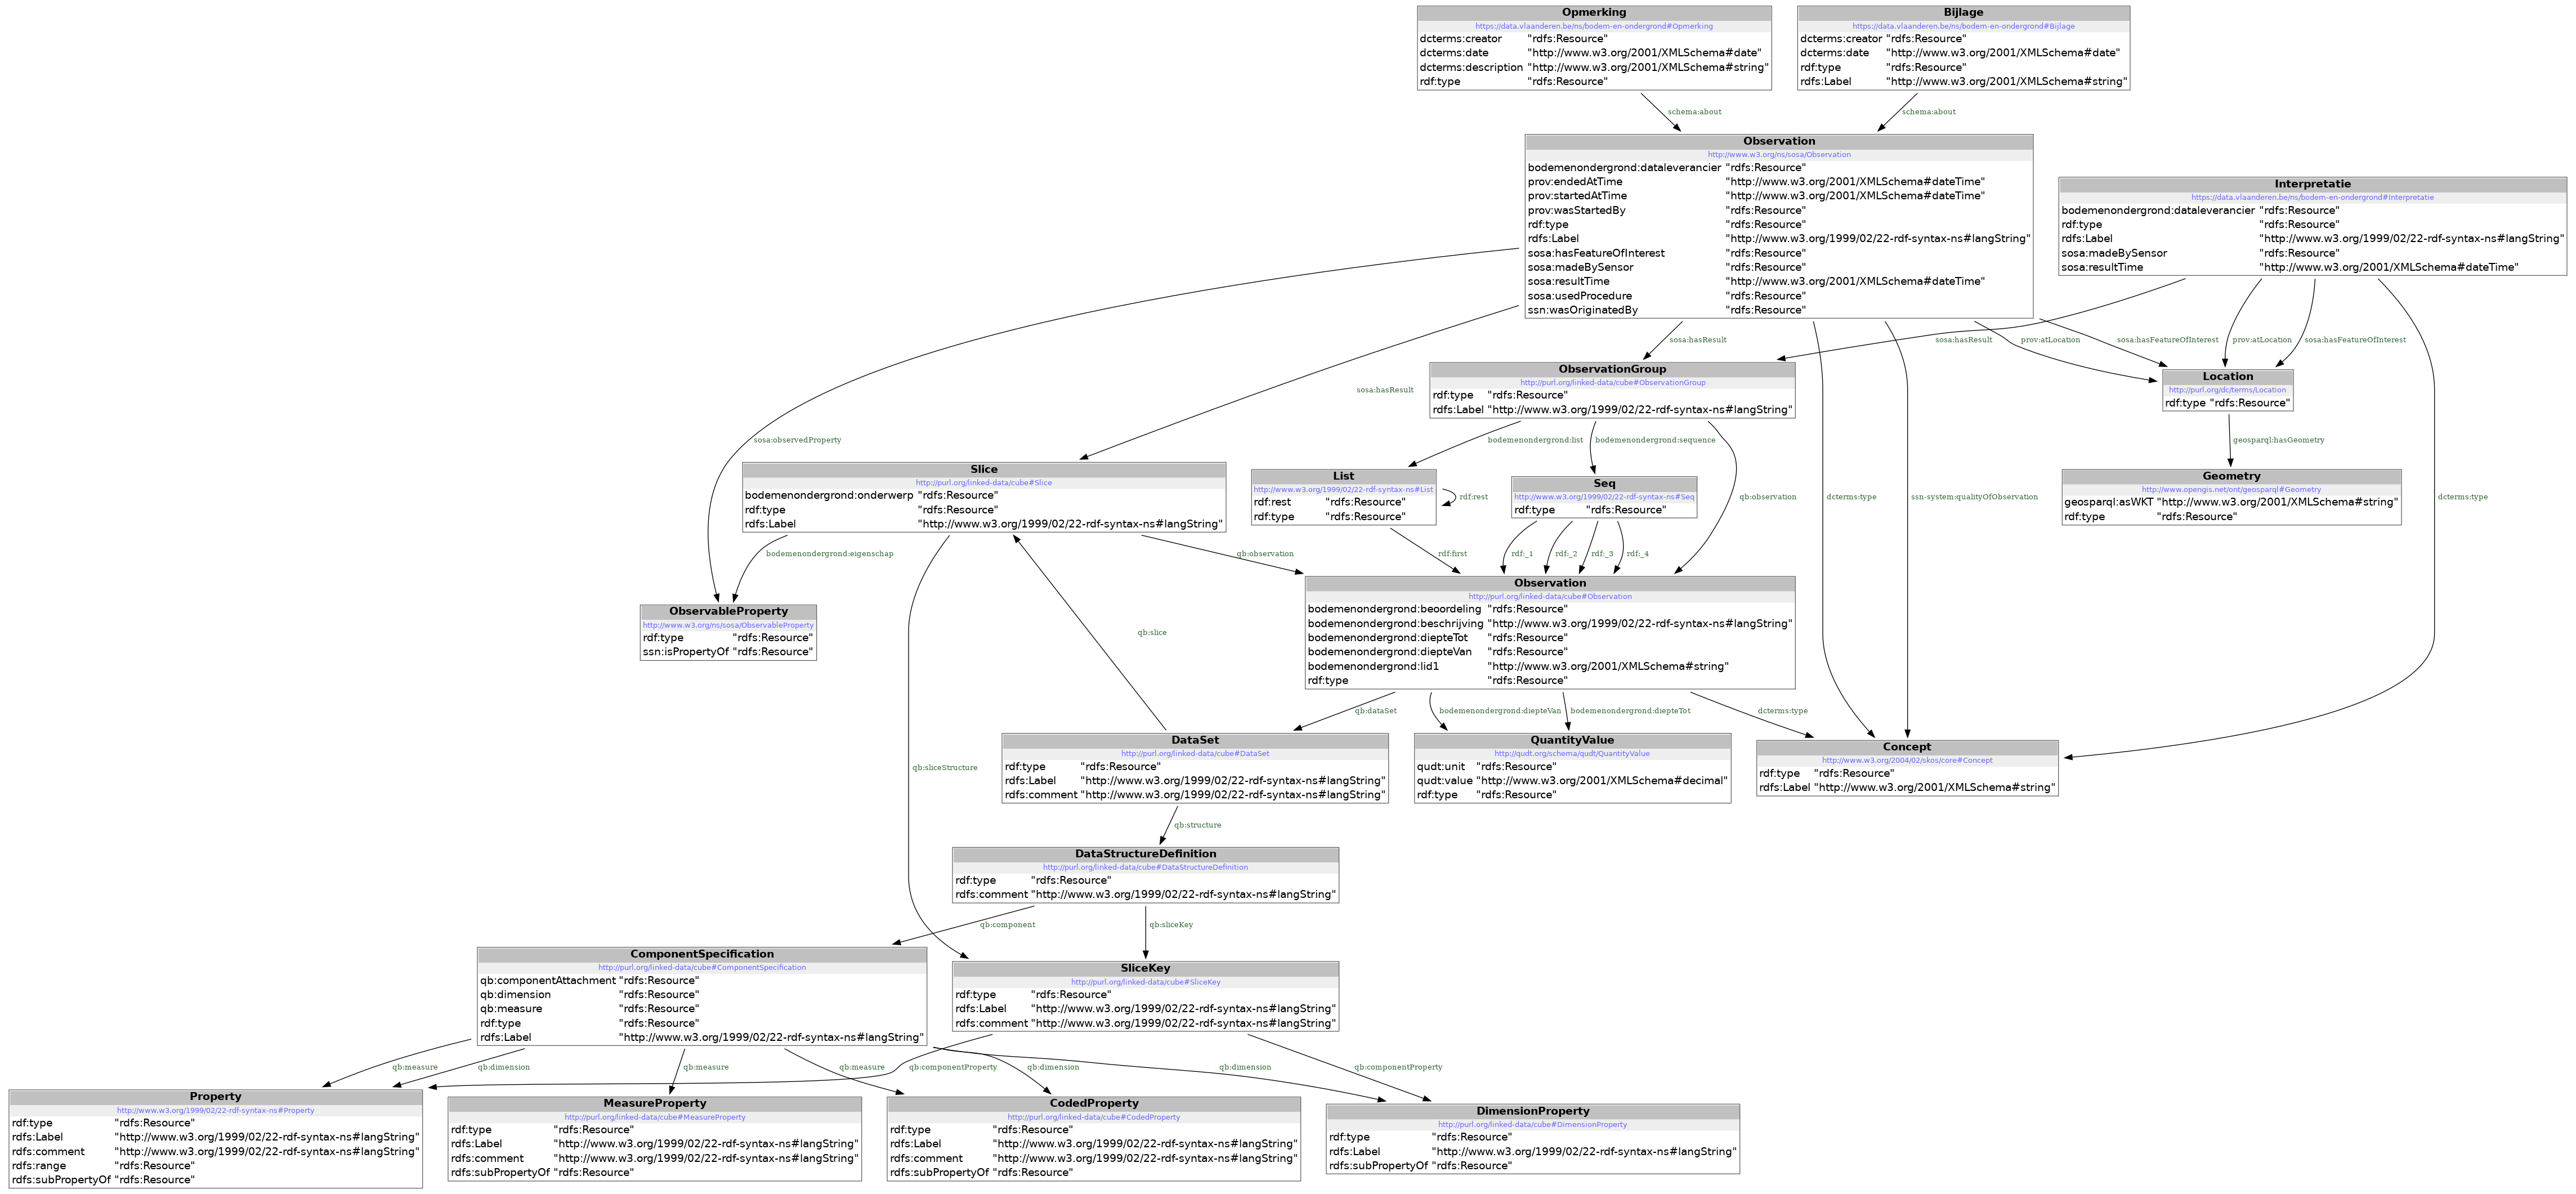 Opmerking
https://data.vlaanderen.be/ns/bodem-en-ondergrond#Opmerking
dcterms:creator "rdfs:Resource"
dcterms:date "http://www.w3.org/2001/XMLSchema#date"
dcterms:description "http://www.w3.org/2001/XMLSchema#string"
rdf:type "rdfs:Resource"
Bijlage
https://data.vlaanderen.be/ns/bodem-en-ondergrond#Bijlage
dcterms:creator "rdfs:Resource"
dcterms:date "http://www.w3.org/2001/XMLSchema#date"
rdf:type "rdfs:Resource"
rdfs:Label "http://www.w3.org/2001/XMLSchema#string"
schema:about
schema:about
Observation
http://www.w3.org/ns/sosa/Observation
bodemenondergrond:dataleverancier "rdfs:Resource"
prov:endedAtTime "http://www.w3.org/2001/XMLSchema#dateTime"
prov:startedAtTime "http://www.w3.org/2001/XMLSchema#dateTime"
prov:wasStartedBy "rdfs:Resource"
rdf:type "rdfs:Resource"
rdfs:Label "http://www.w3.org/1999/02/22-rdf-syntax-ns#langString"
sosa:hasFeatureOfInterest "rdfs:Resource"
sosa:madeBySensor "rdfs:Resource"
sosa:resultTime "http://www.w3.org/2001/XMLSchema#dateTime"
sosa:usedProcedure "rdfs:Resource"
ssn:wasOriginatedBy "rdfs:Resource"
Interpretatie
https://data.vlaanderen.be/ns/bodem-en-ondergrond#Interpretatie
bodemenondergrond:dataleverancier "rdfs:Resource"
rdf:type "rdfs:Resource"
rdfs:Label "http://www.w3.org/1999/02/22-rdf-syntax-ns#langString"
sosa:madeBySensor "rdfs:Resource"
sosa:resultTime "http://www.w3.org/2001/XMLSchema#dateTime"
sosa:hasResult
sosa:hasResult
prov:atLocation
sosa:hasFeatureOfInterest
prov:atLocation
sosa:hasFeatureOfInterest
sosa:hasResult
ObservationGroup
http://purl.org/linked-data/cube#ObservationGroup
rdf:type "rdfs:Resource"
rdfs:Label "http://www.w3.org/1999/02/22-rdf-syntax-ns#langString"
Location
http://purl.org/dc/terms/Location
rdf:type "rdfs:Resource"
sosa:observedProperty
bodemenondergrond:list
bodemenondergrond:sequence
geosparql:hasGeometry
Slice
http://purl.org/linked-data/cube#Slice
bodemenondergrond:onderwerp "rdfs:Resource"
rdf:type "rdfs:Resource"
rdfs:Label "http://www.w3.org/1999/02/22-rdf-syntax-ns#langString"
List
http://www.w3.org/1999/02/22-rdf-syntax-ns#List
rdf:rest "rdfs:Resource"
rdf:type "rdfs:Resource"
rdf:rest
Seq
http://www.w3.org/1999/02/22-rdf-syntax-ns#Seq
rdf:type "rdfs:Resource"
qb:observation
dcterms:type
ssn-system:qualityOfObservation
Geometry
http://www.opengis.net/ont/geosparql#Geometry
geosparql:asWKT "http://www.w3.org/2001/XMLSchema#string"
rdf:type "rdfs:Resource"
dcterms:type
bodemenondergrond:eigenschap
qb:observation
rdf:first
rdf:_1
rdf:_2
rdf:_3
rdf:_4
ObservableProperty
http://www.w3.org/ns/sosa/ObservableProperty
rdf:type "rdfs:Resource"
ssn:isPropertyOf "rdfs:Resource"
qb:slice
Observation
http://purl.org/linked-data/cube#Observation
bodemenondergrond:beoordeling "rdfs:Resource"
bodemenondergrond:beschrijving "http://www.w3.org/1999/02/22-rdf-syntax-ns#langString"
bodemenondergrond:diepteTot "rdfs:Resource"
bodemenondergrond:diepteVan "rdfs:Resource"
bodemenondergrond:lid1 "http://www.w3.org/2001/XMLSchema#string"
rdf:type "rdfs:Resource"
qb:dataSet
bodemenondergrond:diepteVan
bodemenondergrond:diepteTot
dcterms:type
qb:sliceStructure
DataSet
http://purl.org/linked-data/cube#DataSet
rdf:type "rdfs:Resource"
rdfs:Label "http://www.w3.org/1999/02/22-rdf-syntax-ns#langString"
rdfs:comment "http://www.w3.org/1999/02/22-rdf-syntax-ns#langString"
QuantityValue
http://qudt.org/schema/qudt/QuantityValue
qudt:unit "rdfs:Resource"
qudt:value "http://www.w3.org/2001/XMLSchema#decimal"
rdf:type "rdfs:Resource"
Concept
http://www.w3.org/2004/02/skos/core#Concept
rdf:type "rdfs:Resource"
rdfs:Label "http://www.w3.org/2001/XMLSchema#string"
qb:structure
DataStructureDefinition
http://purl.org/linked-data/cube#DataStructureDefinition
rdf:type "rdfs:Resource"
rdfs:comment "http://www.w3.org/1999/02/22-rdf-syntax-ns#langString"
qb:component
qb:sliceKey
ComponentSpecification
http://purl.org/linked-data/cube#ComponentSpecification
qb:componentAttachment "rdfs:Resource"
qb:dimension "rdfs:Resource"
qb:measure "rdfs:Resource"
rdf:type "rdfs:Resource"
rdfs:Label "http://www.w3.org/1999/02/22-rdf-syntax-ns#langString"
SliceKey
http://purl.org/linked-data/cube#SliceKey
rdf:type "rdfs:Resource"
rdfs:Label "http://www.w3.org/1999/02/22-rdf-syntax-ns#langString"
rdfs:comment "http://www.w3.org/1999/02/22-rdf-syntax-ns#langString"
qb:measure
qb:dimension
qb:measure
qb:measure
qb:componentProperty
qb:dimension
qb:dimension
qb:componentProperty
Property
http://www.w3.org/1999/02/22-rdf-syntax-ns#Property
rdf:type "rdfs:Resource"
rdfs:Label "http://www.w3.org/1999/02/22-rdf-syntax-ns#langString"
rdfs:comment "http://www.w3.org/1999/02/22-rdf-syntax-ns#langString"
rdfs:range "rdfs:Resource"
rdfs:subPropertyOf "rdfs:Resource"
MeasureProperty
http://purl.org/linked-data/cube#MeasureProperty
rdf:type "rdfs:Resource"
rdfs:Label "http://www.w3.org/1999/02/22-rdf-syntax-ns#langString"
rdfs:comment "http://www.w3.org/1999/02/22-rdf-syntax-ns#langString"
rdfs:subPropertyOf "rdfs:Resource"
CodedProperty
http://purl.org/linked-data/cube#CodedProperty
rdf:type "rdfs:Resource"
rdfs:Label "http://www.w3.org/1999/02/22-rdf-syntax-ns#langString"
rdfs:comment "http://www.w3.org/1999/02/22-rdf-syntax-ns#langString"
rdfs:subPropertyOf "rdfs:Resource"
DimensionProperty
http://purl.org/linked-data/cube#DimensionProperty
rdf:type "rdfs:Resource"
rdfs:Label "http://www.w3.org/1999/02/22-rdf-syntax-ns#langString"
rdfs:subPropertyOf "rdfs:Resource"